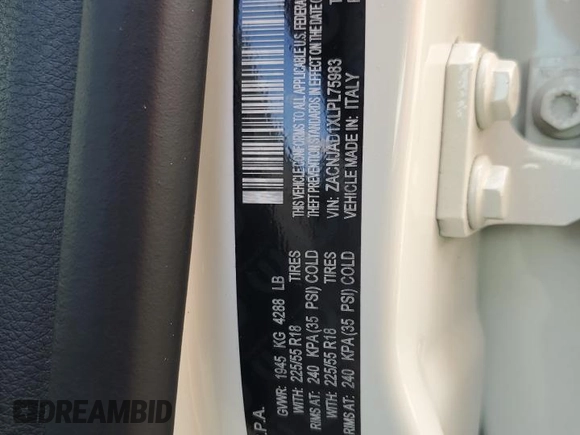 THIS VEHICLE CONFORMS TO ALL APPLICABLE U.S. FEDERAL
THEFT PREVENTION STANDARDS IN EFFECT ON THE DATE
VIN: ZACNJAD1XLPL75983
VEHICLE MADE IN: ITALY
.P.A.
GVWR: 1945 KG 4288 LB
WITH: 225/55 R18 TIRES
RIMS AT: 240 KPA(35 PSI) COLD
WITH: 225/55 R18 TIRES
RIMS AT: 240 KPA(35 PSI) COLD
DREAMBID